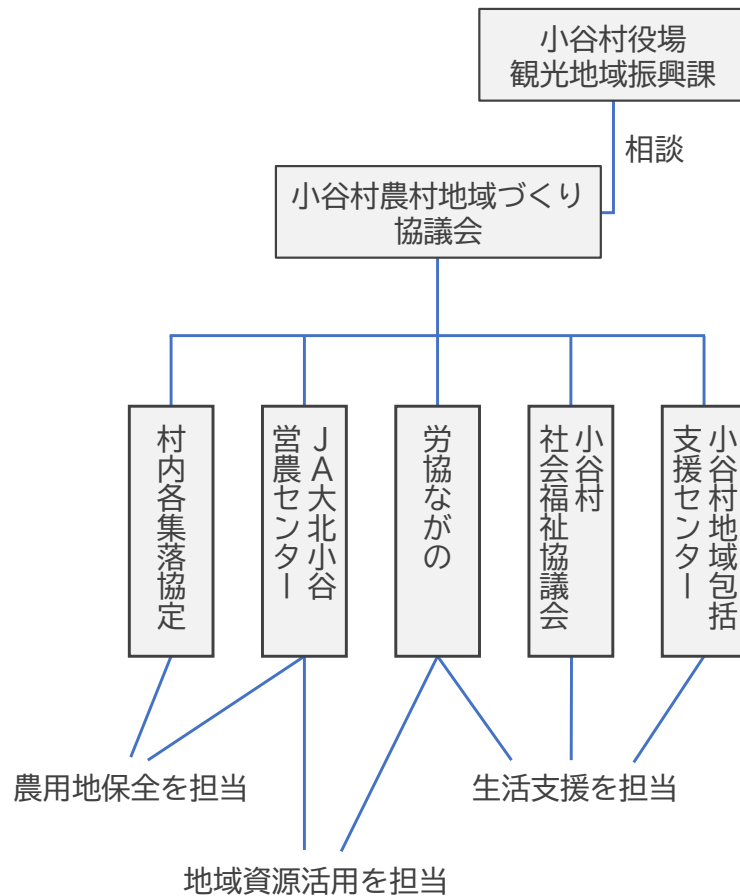 小谷村役場
観光地域振興課
相談
小谷村農村地域づくり
協議会
村内各集落協定
ＪＡ大北小谷
営農センター
労協ながの
小谷村
社会福祉協議会
小谷村地域包括
支援センター
農用地保全を担当
生活支援を担当
地域資源活用を担当